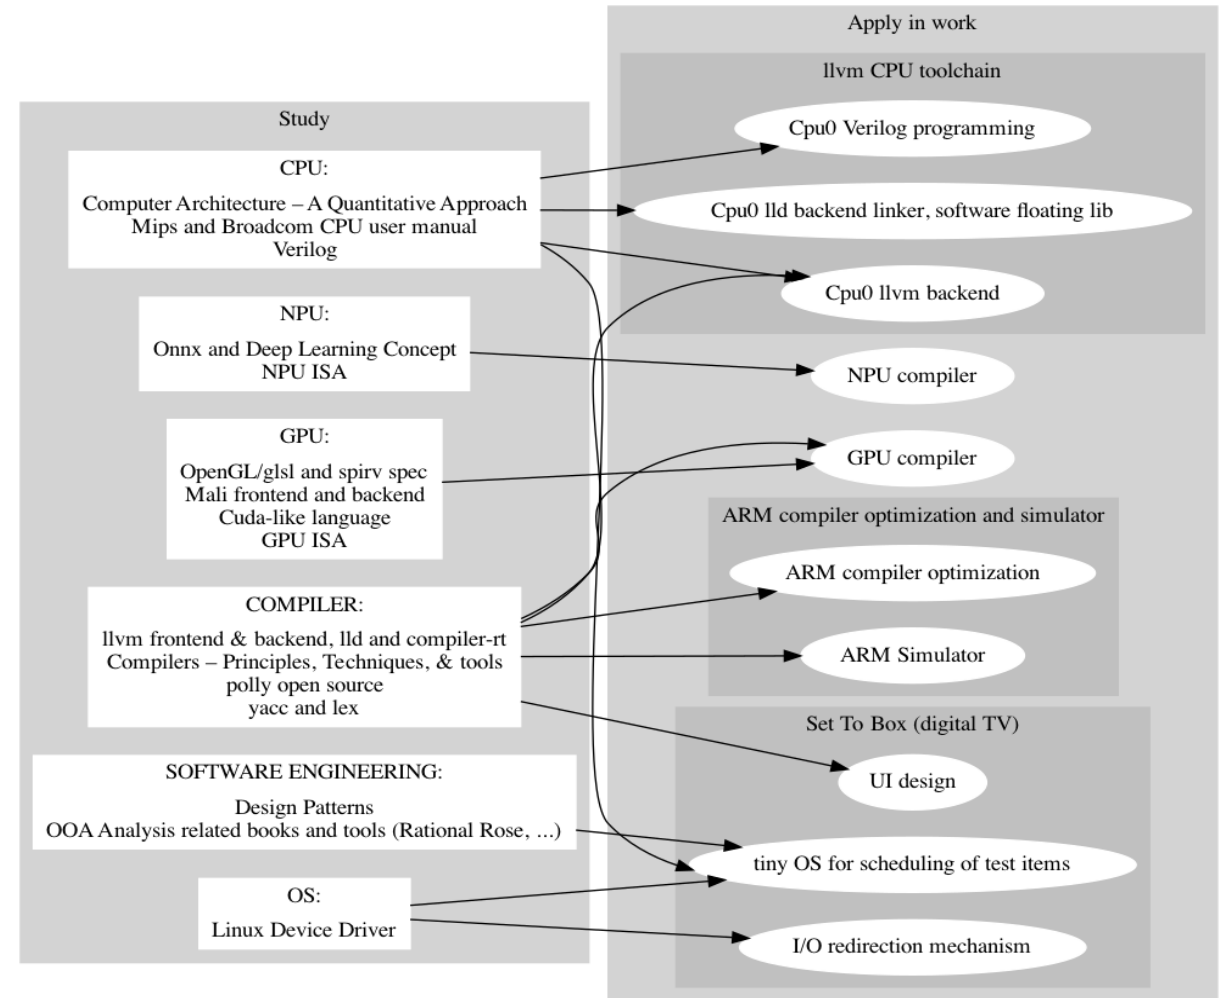 Apply in work
llvm CPU toolchain
Cpu0 Verilog programming
Cpu0 lld backend linker, software floating lib
Cpu0 llvm backend
NPU compiler
GPU compiler
ARM compiler optimization and simulator
ARM compiler optimization
ARM Simulator
Set To Box (digital TV)
UI design
tiny OS for scheduling of test items
I/O redirection mechanism
Study
CPU:
Computer Architecture – A Quantitative Approach
Mips and Broadcom CPU user manual
Verilog
NPU:
Onnx and Deep Learning Concept
NPU ISA
GPU:
OpenGL/glsl and spirv spec
Mali frontend and backend
Cuda-like language
GPU ISA
COMPILER:
llvm frontend & backend, lld and compiler-rt
Compilers – Principles, Techniques, & tools
polly open source
yacc and lex
SOFTWARE ENGINEERING:
Design Patterns
OOA Analysis related books and tools (Rational Rose, ...)
OS:
Linux Device Driver